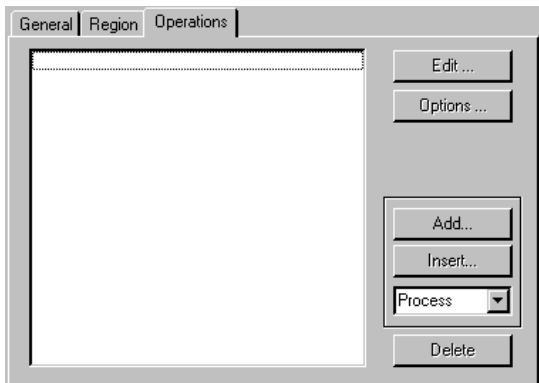 General Region Operations
Edit ...
Options ...
Add...
Insert...
Process
Delete